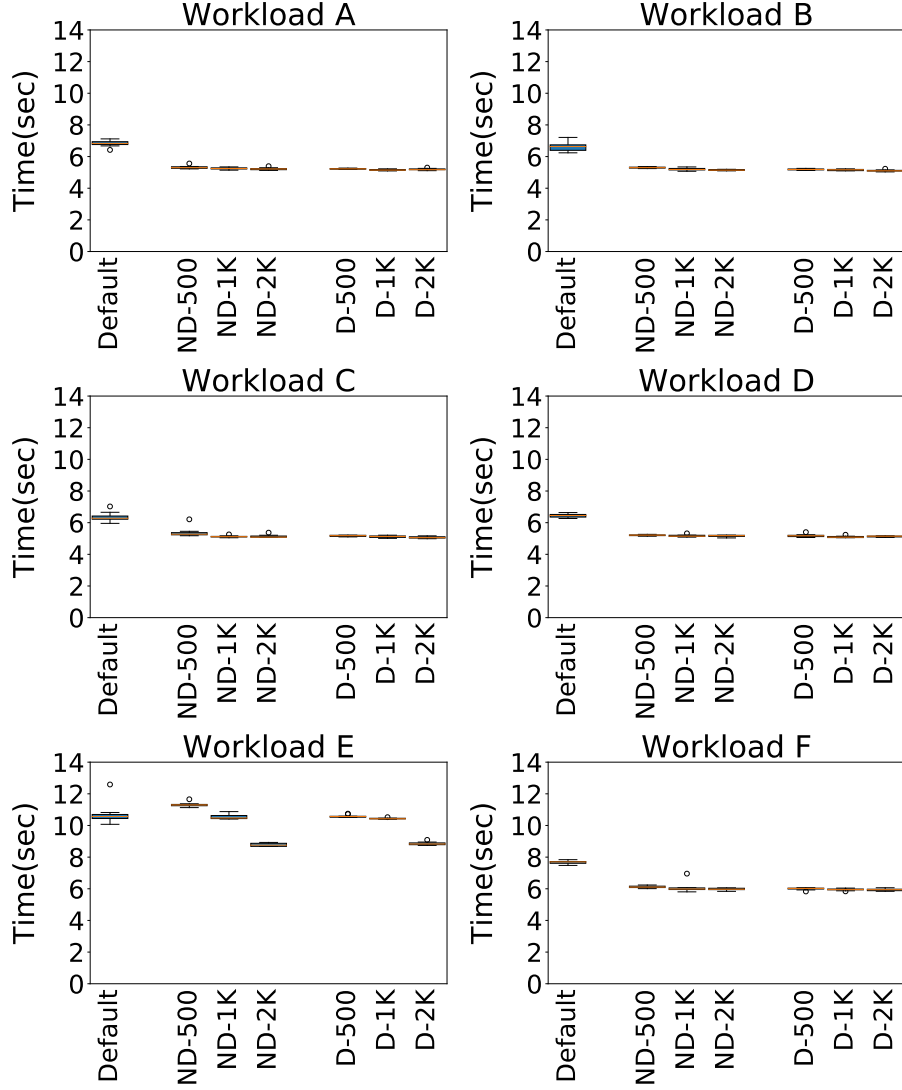 Workload A
Time(sec)
14
12
10
8
6
4
2
0
Default
ND-500
ND-1K
ND-2K
D-500
D-1K
D-2K
Workload B
Time(sec)
14
12
10
8
6
4
2
0
Default
ND-500
ND-1K
ND-2K
D-500
D-1K
D-2K
Workload C
Time(sec)
14
12
10
8
6
4
2
0
Default
ND-500
ND-1K
ND-2K
D-500
D-1K
D-2K
Workload D
Time(sec)
14
12
10
8
6
4
2
0
Default
ND-500
ND-1K
ND-2K
D-500
D-1K
D-2K
Workload E
Time(sec)
14
12
10
8
6
4
2
0
Default
ND-500
ND-1K
ND-2K
D-500
D-1K
D-2K
Workload F
Time(sec)
14
12
10
8
6
4
2
0
Default
ND-500
ND-1K
ND-2K
D-500
D-1K
D-2K